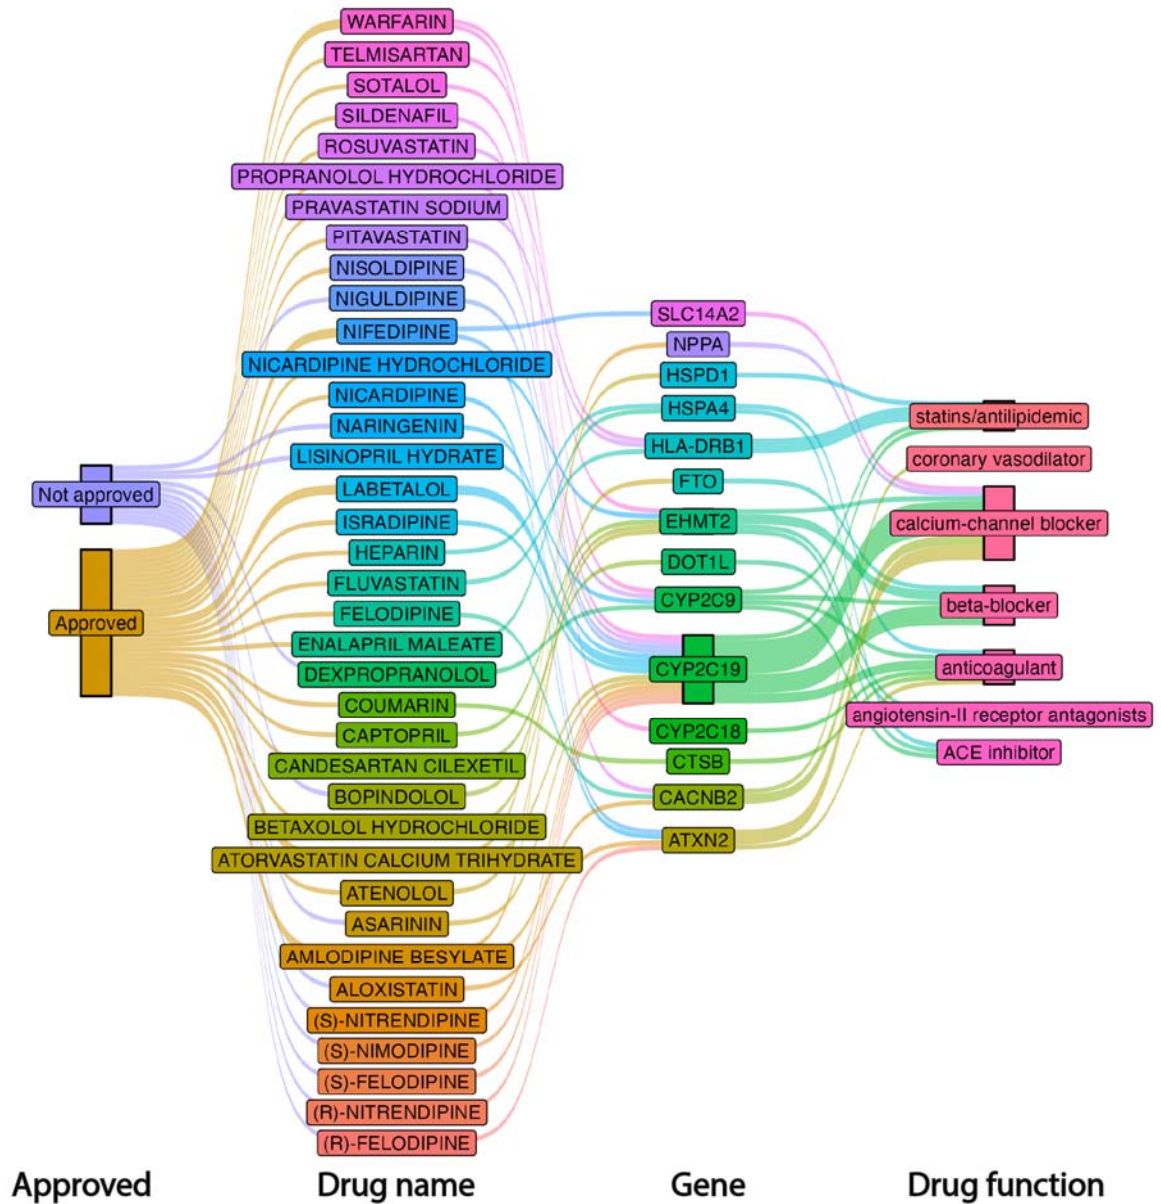 WARFARIN
TELMISARTAN
SOTALOL
SILDENAFIL
ROSUVASTATIN
PROPRANOLOL HYDROCHLORIDE
PRAVASTATIN SODIUM
PITAVASTATIN
NISOLDIPINE
NIGULDIPINE
NIFEDIPINE
NICARDIPINE HYDROCHLORIDE
NICARDIPINE
NARINGENIN
LISINOPRIL HYDRATE
LABETALOL
ISRADIPINE
HEPARIN
FLUVASTATIN
FELODIPINE
ENALAPRIL MALEATE
DEXPROPRANOLOL
COUMARIN
CAPTOPRIL
CANDESARTAN CILEXETIL
BOPINDOLOL
BETAXOLOL HYDROCHLORIDE
ATORVASTATIN CALCIUM TRIHYDRATE
ATENOLOL
ASARININ
AMLODIPINE BESYLATE
ALOXISTATIN
(S)-NITRENDIPINE
(S)-NIMODIPINE
(S)-FELODIPINE
(R)-NITRENDIPINE
(R)-FELODIPINE
Not approved
Approved
SLC14A2
NPPA
HSPD1
HSPA4
HLA-DRB1
FTO
EHMT2
DOT1L
CYP2C9
CYP2C19
CYP2C18
CTSB
CACNB2
ATXN2
statins/antilipidemic
coronary vasodilator
calcium-channel blocker
beta-blocker
anticoagulant
angiotensin-II receptor antagonists
ACE inhibitor
Approved
Drug name
Gene
Drug function